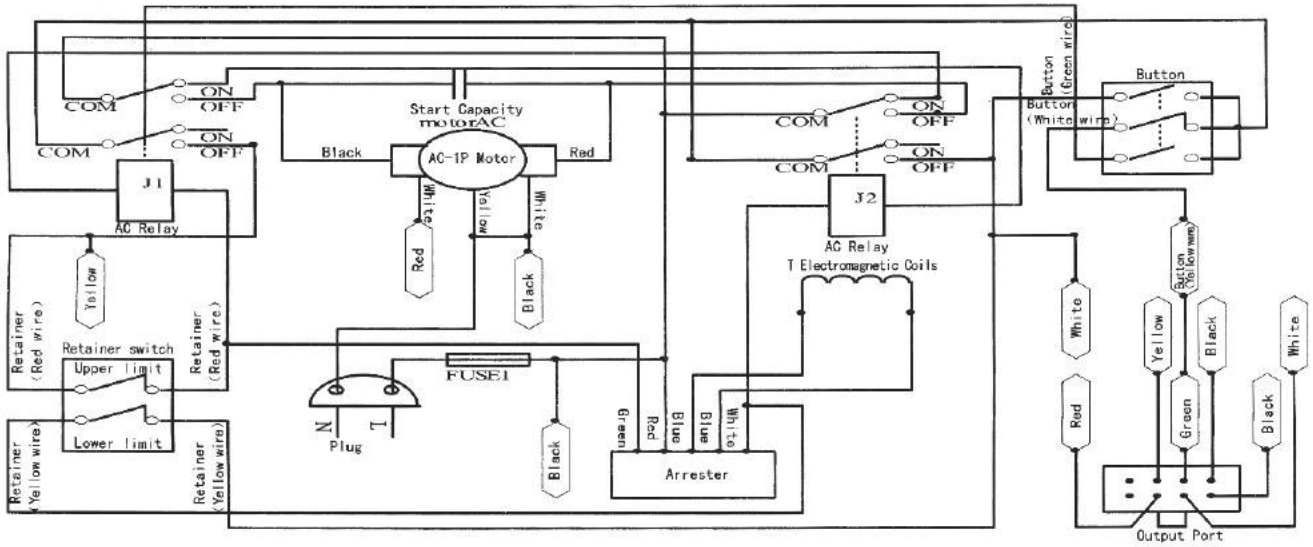 COM
ON
OFF
COM
ON
OFF
J1
AC Relay
Start Capacity
motorAC
AC-1P Motor
Black
Red
White
Yellow
White
Red
Black
COM
ON
OFF
COM
ON
OFF
J2
AC Relay
T Electromagnetic Coils
Button
(Green wire)
Button
(White wire)
Button
Button
(Yellow wire)
Yellow
Retainer
(Red wire)
Retainer
(Red wire)
Retainer switch
Upper limit
Lower limit
Retainer
(Yellow wire)
Retainer
(Yellow wire)
FUSE1
N
L
Plug
Black
Green
Red
Blue
Blue
White
Arrester
White
Red
Yellow
Green
Black
Black
White
Output Port